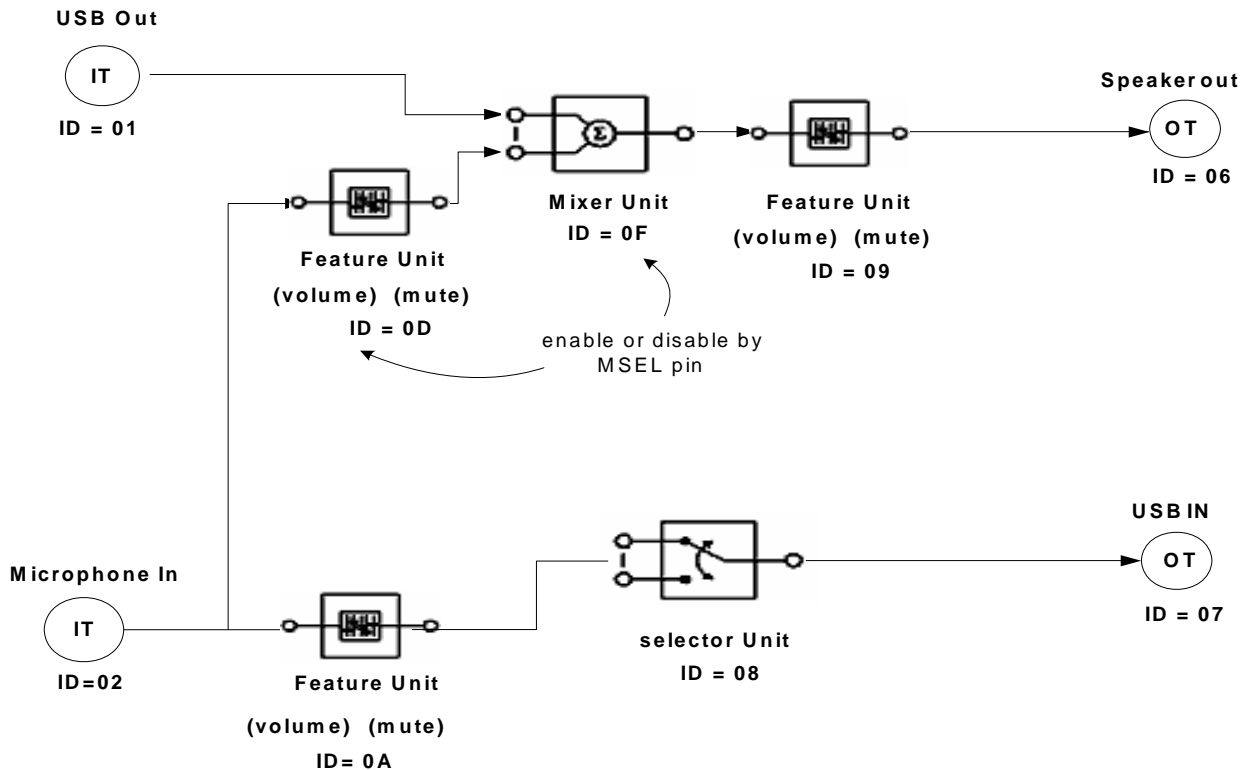 USB Out
IT
ID = 01
Speaker out
OT
ID = 06
Σ
Mixer Unit
ID = 0F
Feature Unit
(volume) (mute)
ID = 09
Feature Unit
(volume) (mute)
ID = 0D
enable or disable by
MSEL pin
USB IN
OT
ID = 07
Microphone In
IT
ID=02
selector Unit
ID = 08
Feature Unit
(volume) (mute)
ID= 0A